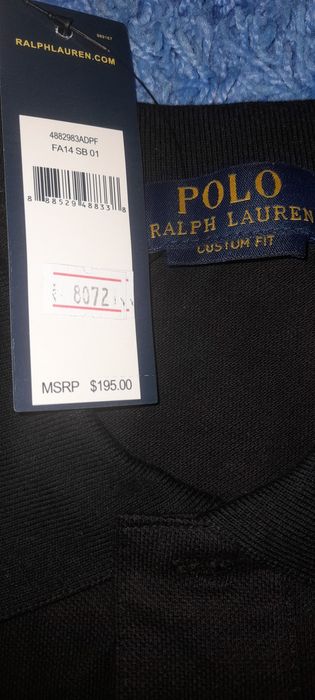 RALPHLAUREN.COM
4882983ADPF
FA14 SB 01
8 88529 48833 8
8072
MSRP $195.00
POLO
RALPH LAUREN
CUSTOM FIT